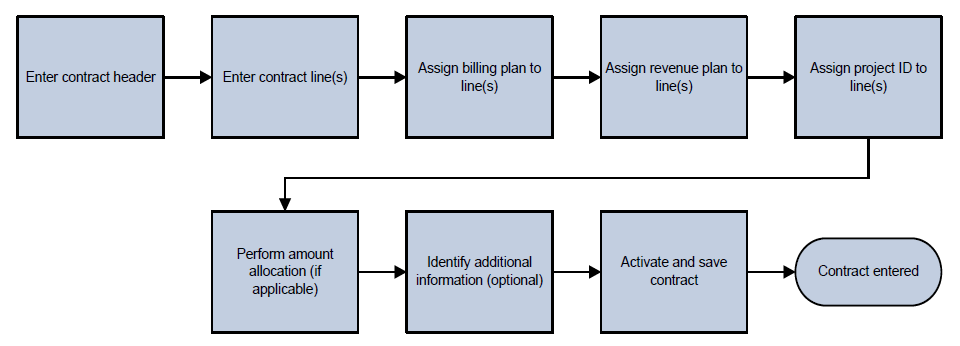 Enter contract header
Enter contract line(s)
Assign billing plan to
line(s)
Assign revenue plan to
line(s)
Assign project ID to
line(s)
Perform amount
allocation (if
applicable)
Identify additional
information (optional)
Activate and save
contract
Contract entered